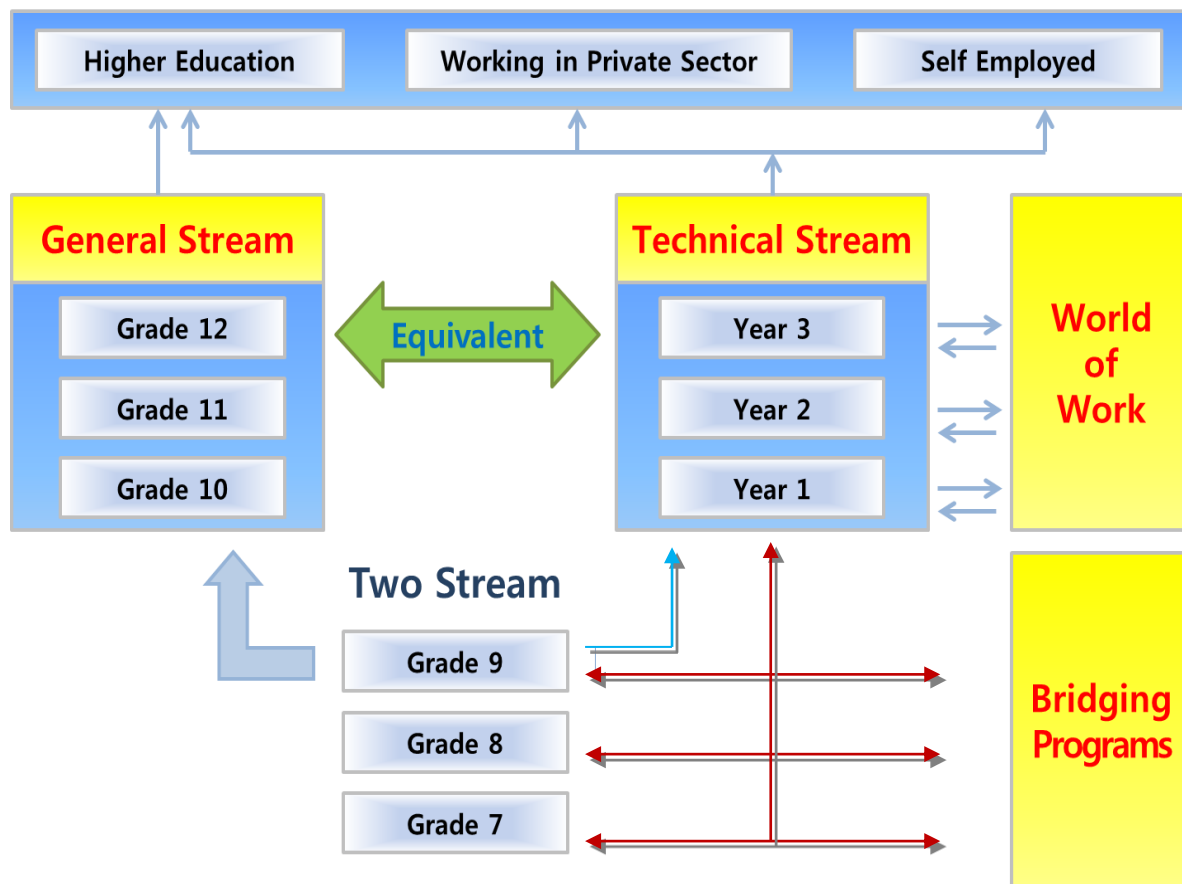 Higher Education
Working in Private Sector
Self Employed
General Stream
Technical Stream
Grade 12
Grade 11
Grade 10
Equivalent
Year 3
Year 2
Year 1
World
of
Work
Two Stream
Grade 9
Grade 8
Grade 7
Bridging
Programs